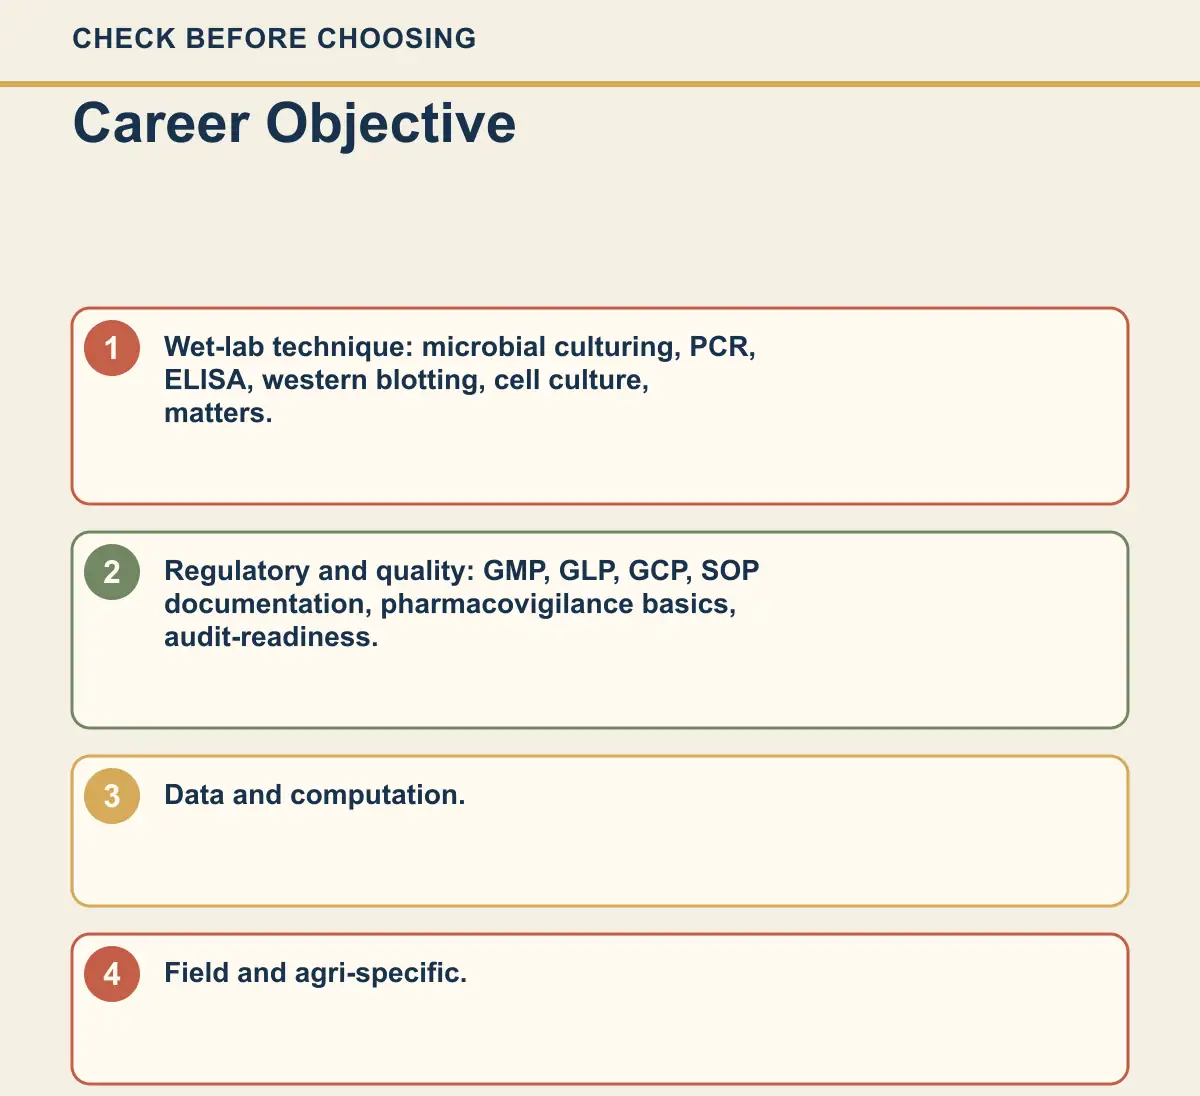 CHECK BEFORE CHOOSING
Career Objective
1
Wet-lab technique: microbial culturing, PCR,
ELISA, western blotting, cell culture,
matters.
2
Regulatory and quality: GMP, GLP, GCP, SOP
documentation, pharmacovigilance basics,
audit-readiness.
3
Data and computation.
4
Field and agri-specific.